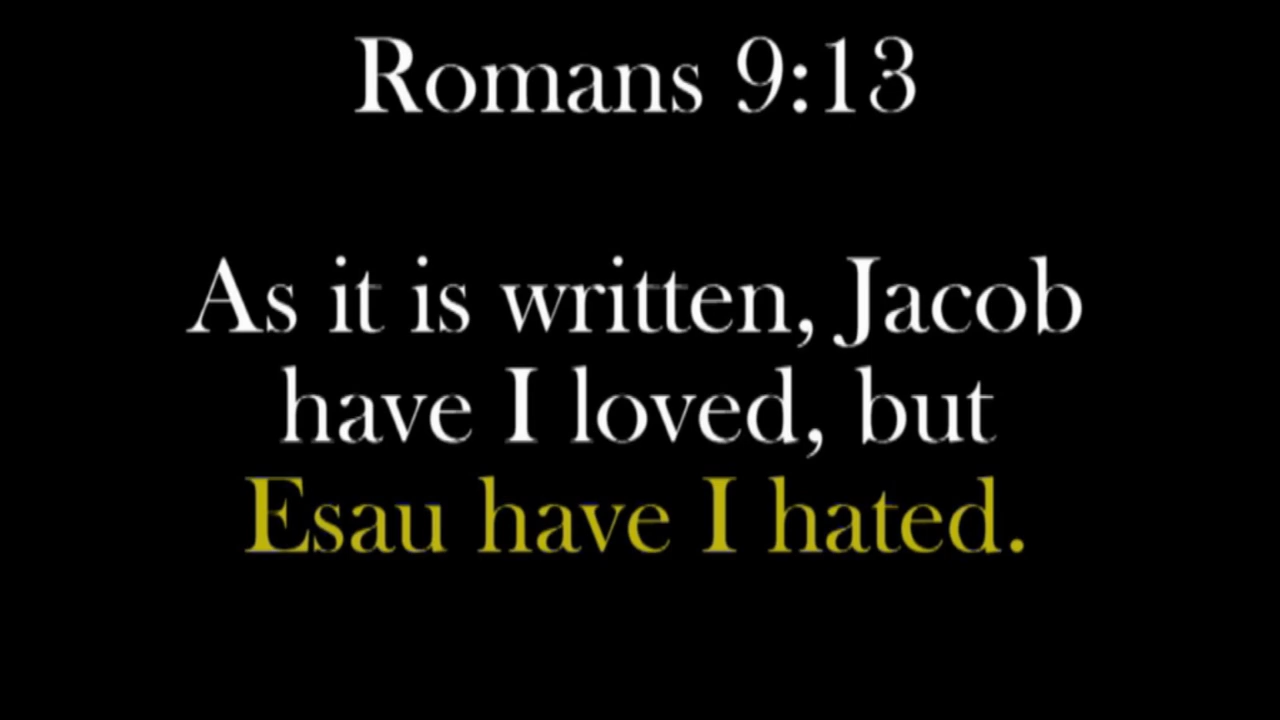 Romans 9:13
As it is written, Jacob
have I loved, but
Esau have I hated.